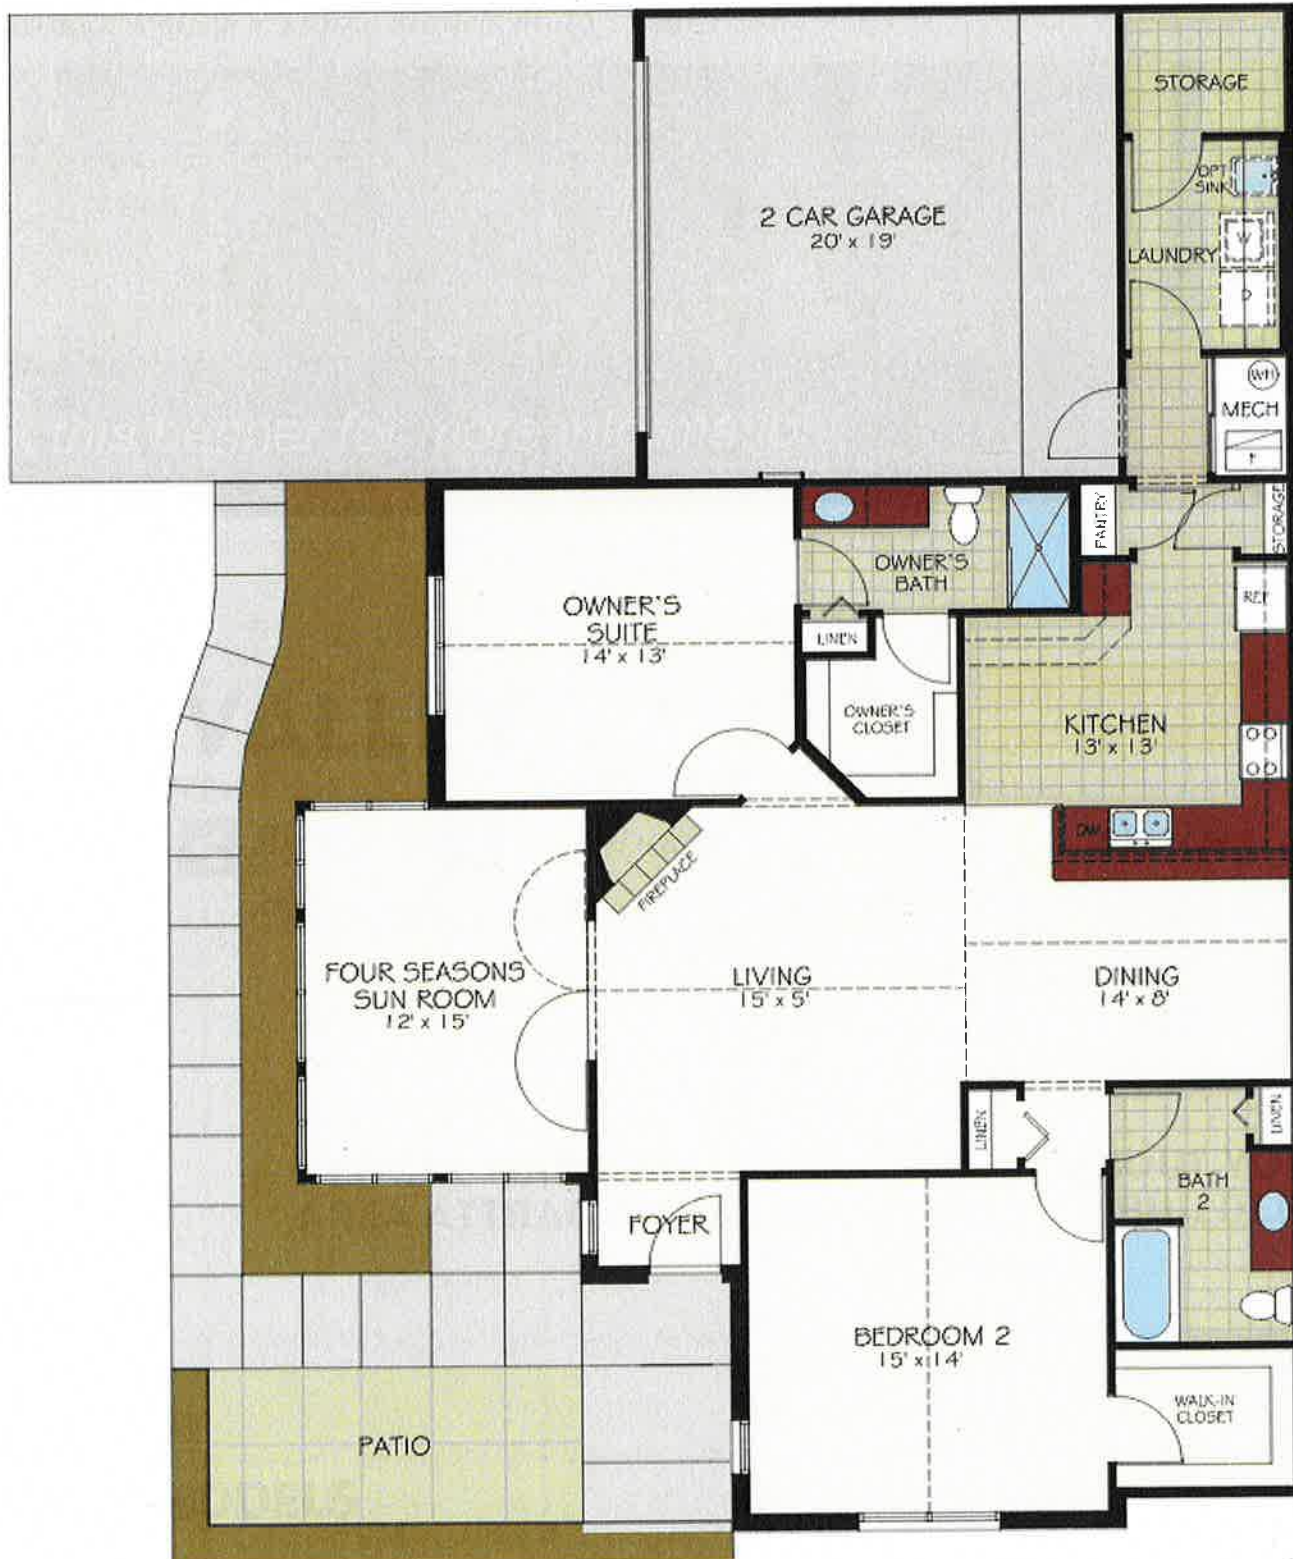 STORAGE
OPT
SINK
2 CAR GARAGE
20' x 19'
LAUNDRY
W
D
WH
MECH
F
PANTRY
STORAGE
OWNER'S
BATH
OWNER'S
SUITE
14' x 13'
LINEN
REF
OWNER'S
CLOSET
KITCHEN
13' x 13'
DW
FIREPLACE
FOUR SEASONS
SUN ROOM
12' x 15'
LIVING
15' x 5'
DINING
14' x 8'
LINEN
LINEN
BATH
2
FOYER
BEDROOM 2
15' x 14'
WALK-IN
CLOSET
PATIO